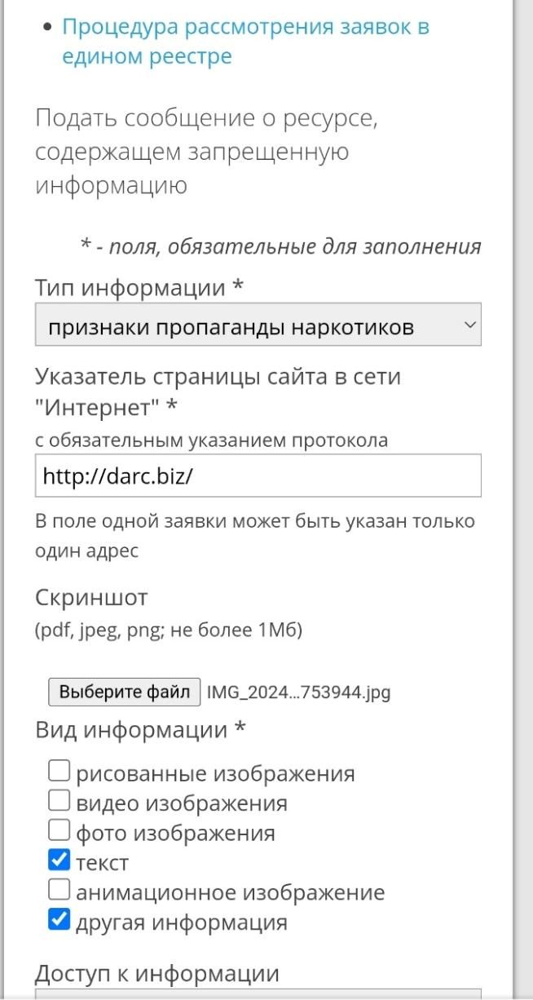 Процедура рассмотрения заявок в
едином реестре
Подать сообщение о ресурсе,
содержащем запрещенную
информацию
* - поля, обязательные для заполнения
Тип информации *
признаки пропаганды наркотиков
Указатель страницы сайта в сети
"Интернет" *
с обязательным указанием протокола
http://darc.biz/
В поле одной заявки может быть указан только
один адрес
Скриншот
(pdf, jpeg, png; не более 1Мб)
Выберите файл IMG_2024...753944.jpg
Вид информации *
рисованные изображения
видео изображения
фото изображения
текст
анимационное изображение
другая информация
Доступ к информации